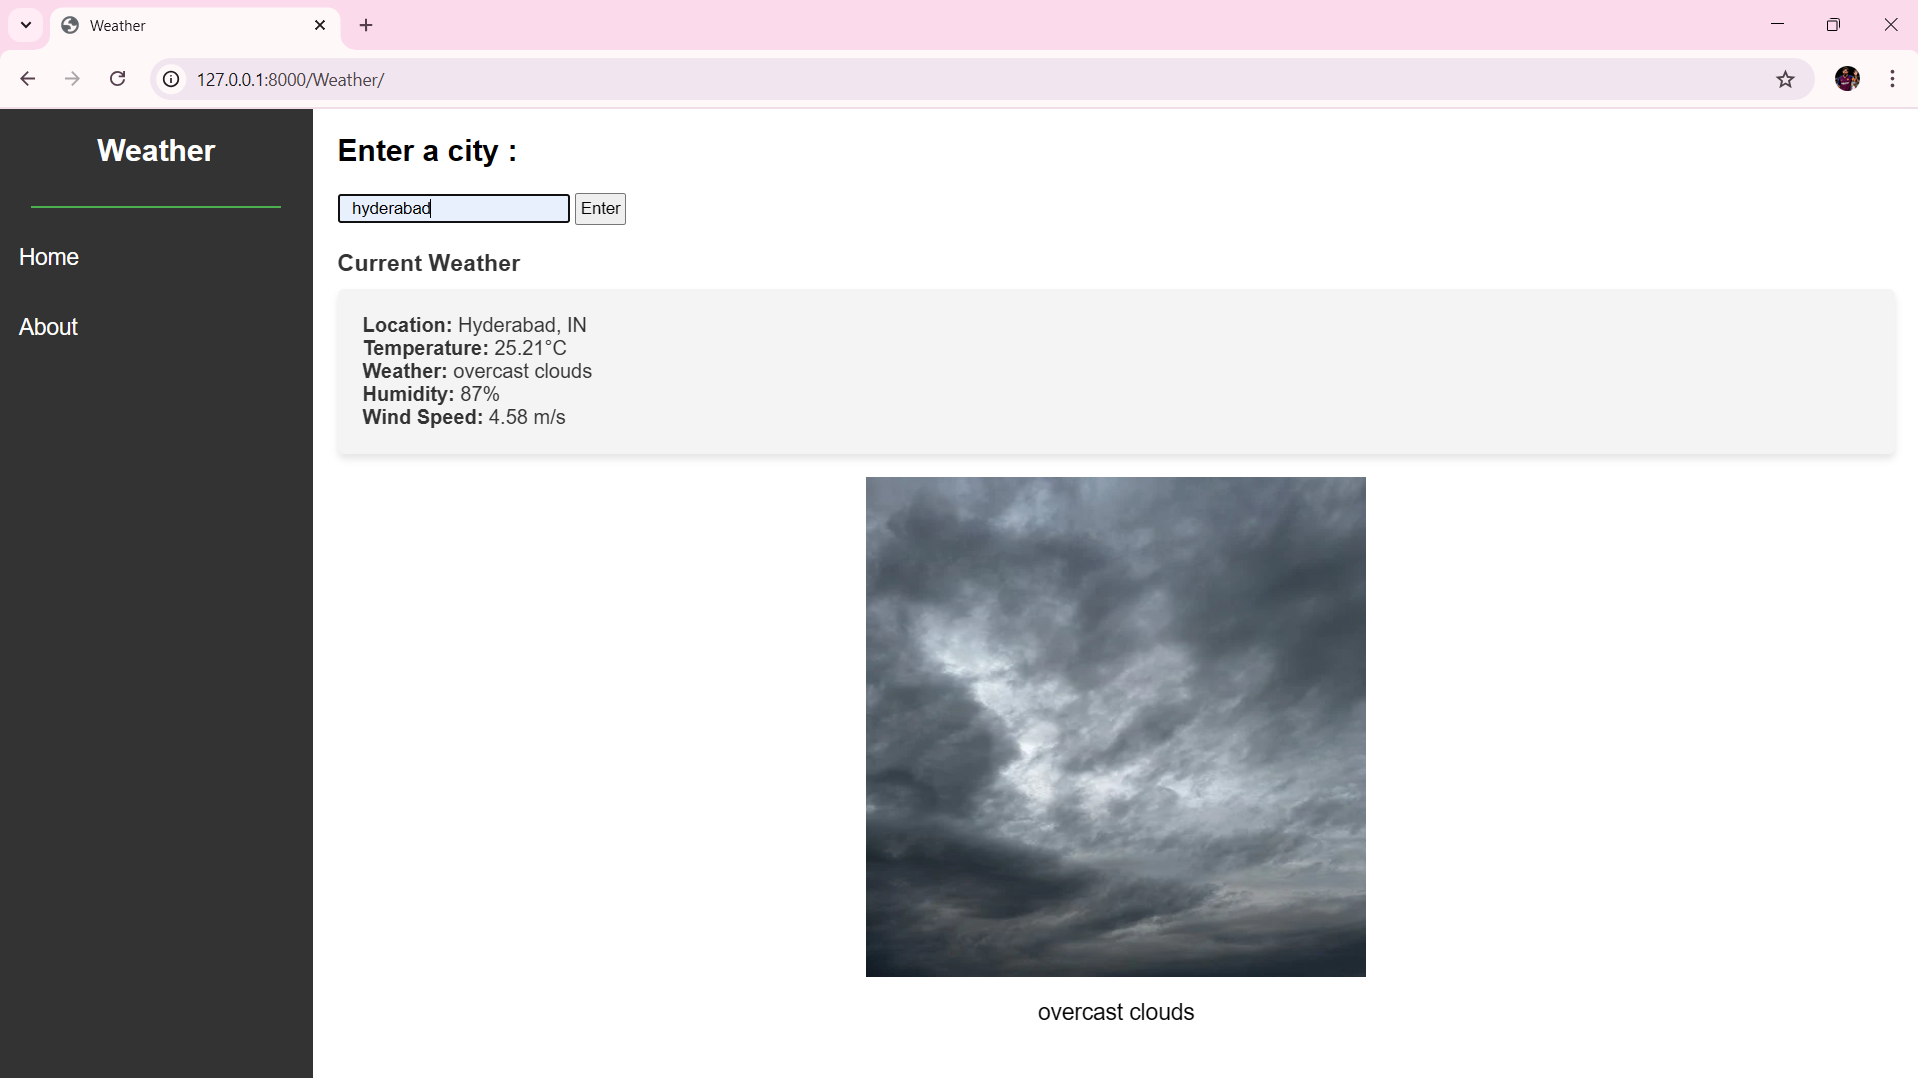 Weather
127.0.0.1:8000/Weather/
Weather
Home
About
Enter a city :
hyderabad
Enter
Current Weather
Location: Hyderabad, IN
Temperature: 25.21°C
Weather: overcast clouds
Humidity: 87%
Wind Speed: 4.58 m/s
overcast clouds